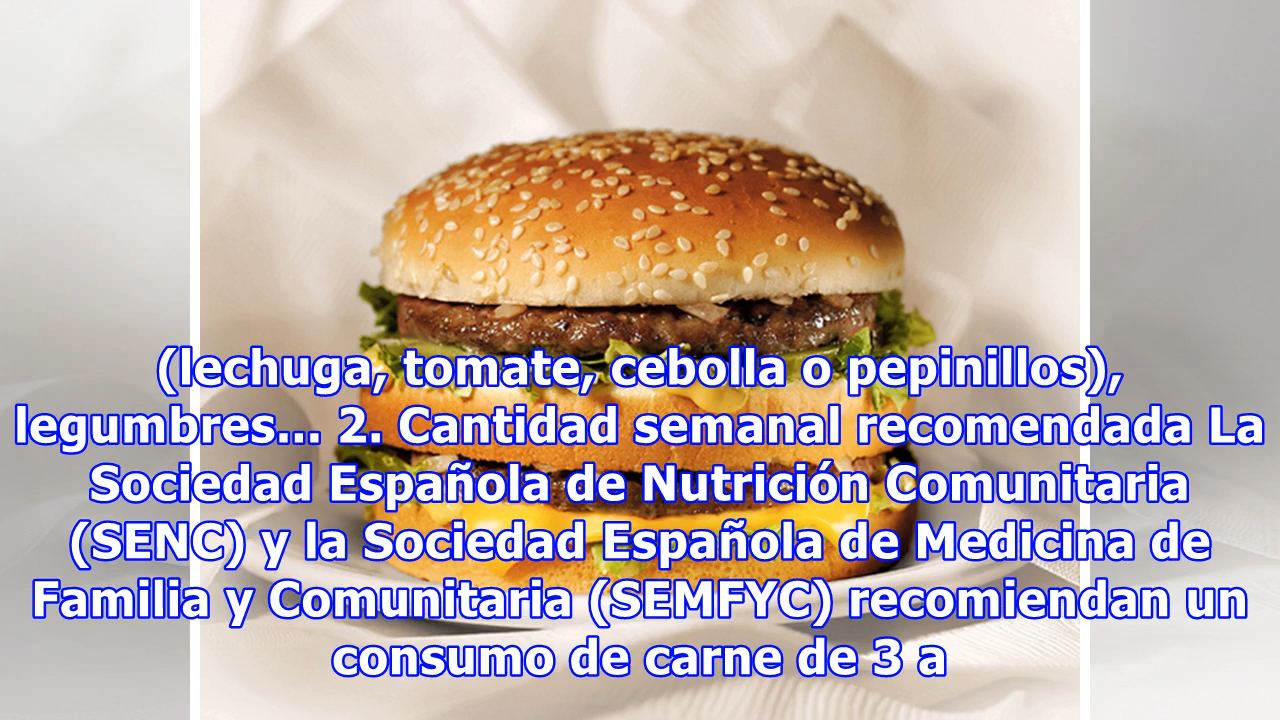 (lechuga, tomate, cebolla o pepinillos),
legumbres... 2. Cantidad semanal recomendada La
Sociedad Española de Nutrición Comunitaria
(SENC) y la Sociedad Española de Medicina de
Familia y Comunitaria (SEMFYC) recomiendan un
consumo de carne de 3 a